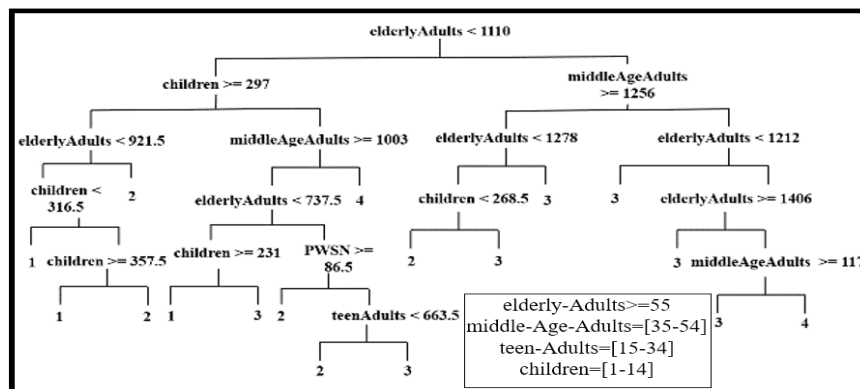 elderlyAdults < 1110
children >= 297
middleAgeAdults
>= 1256
elderlyAdults < 921.5
middleAgeAdults >= 1003
elderlyAdults < 1278
elderlyAdults < 1212
children <
316.5
2
elderlyAdults < 737.5
4
children < 268.5
3
3
elderlyAdults >= 1406
1
children >= 357.5
children >= 231
PWSN >=
86.5
2
3
3
middleAgeAdults >= 117
1
2
1
3
2
teenAdults < 663.5
3
4
2
3
elderly-Adults>=55
middle-Age-Adults=[35-54]
teen-Adults=[15-34]
children=[1-14]